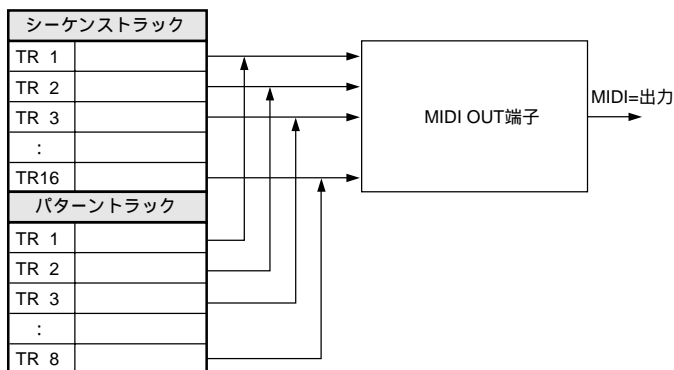 シーケンストラック
TR 1
TR 2
TR 3
:
TR16
パターントラック
TR 1
TR 2
TR 3
:
TR 8
MIDI OUT端子
MIDI=出力